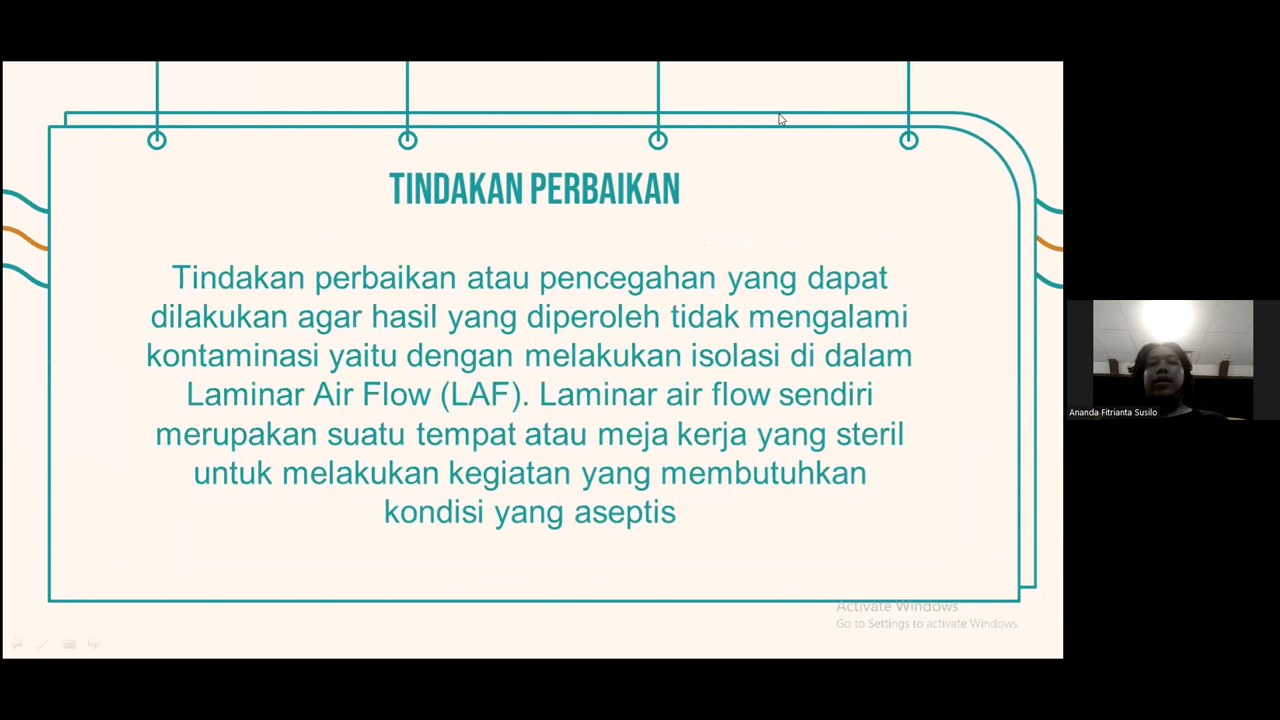 TINDAKAN PERBAIKAN
Tindakan perbaikan atau pencegahan yang dapat
dilakukan agar hasil yang diperoleh tidak mengalami
kontaminasi yaitu dengan melakukan isolasi di dalam
Laminar Air Flow (LAF). Laminar air flow sendiri
merupakan suatu tempat atau meja kerja yang steril
untuk melakukan kegiatan yang membutuhkan
kondisi yang aseptis
Activate Windows
Go to Settings to activate Windows.
Ananda Fitrianta Susilo